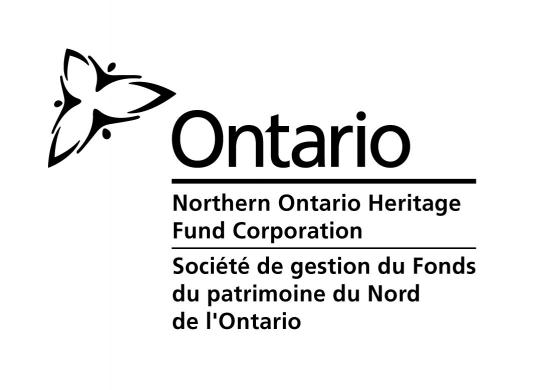 Ontario
Northern Ontario Heritage
Fund Corporation
Société de gestion du Fonds
du patrimoine du Nord
de l'Ontario